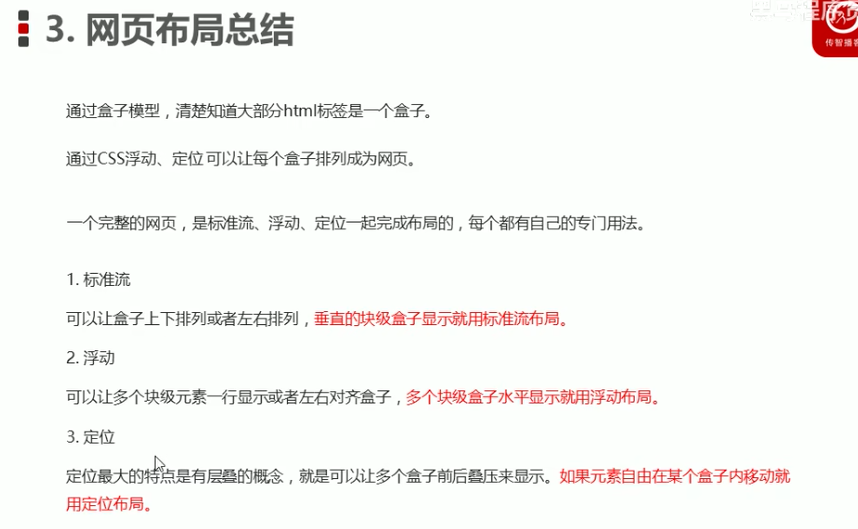 3. 网页布局总结
传智播客
通过盒子模型，清楚知道大部分html标签是一个盒子。
通过CSS浮动、定位 可以让每个盒子排列成为网页。
一个完整的网页，是标准流、浮动、定位一起完成布局的，每个都有自己的专门用法。
1. 标准流
可以让盒子上下排列或者左右排列，垂直的块级盒子显示就用标准流布局。
2. 浮动
可以让多个块级元素一行显示或者左右对齐盒子，多个块级盒子水平显示就用浮动布局。
3. 定位
定位最大的特点是有层叠的概念，就是可以让多个盒子前后叠压来显示。如果元素自由在某个盒子内移动就
用定位布局。